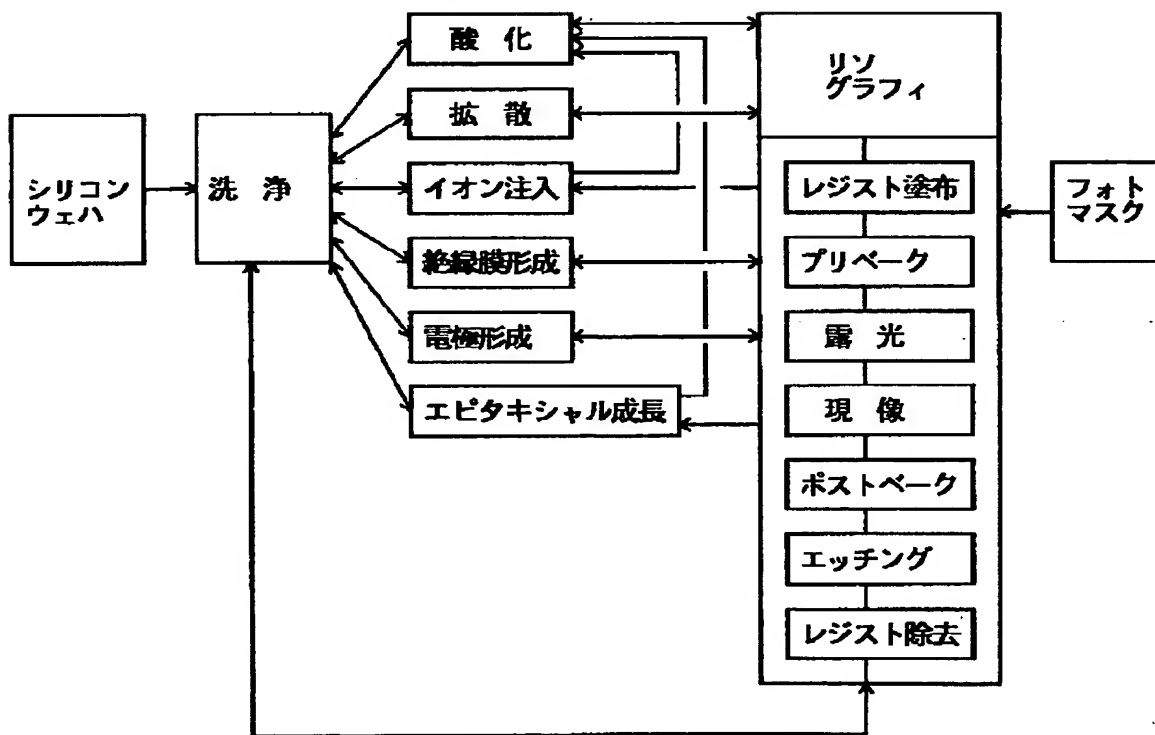 シリコン
ウェハ
洗 浄
酸 化
拡 散
イオン注入
絶縁膜形成
電極形成
エピタキシャル成長
リソ
グラフィ
レジスト塗布
プリベーク
露 光
現 像
ポストベーク
エッチング
レジスト除去
フォト
マスク